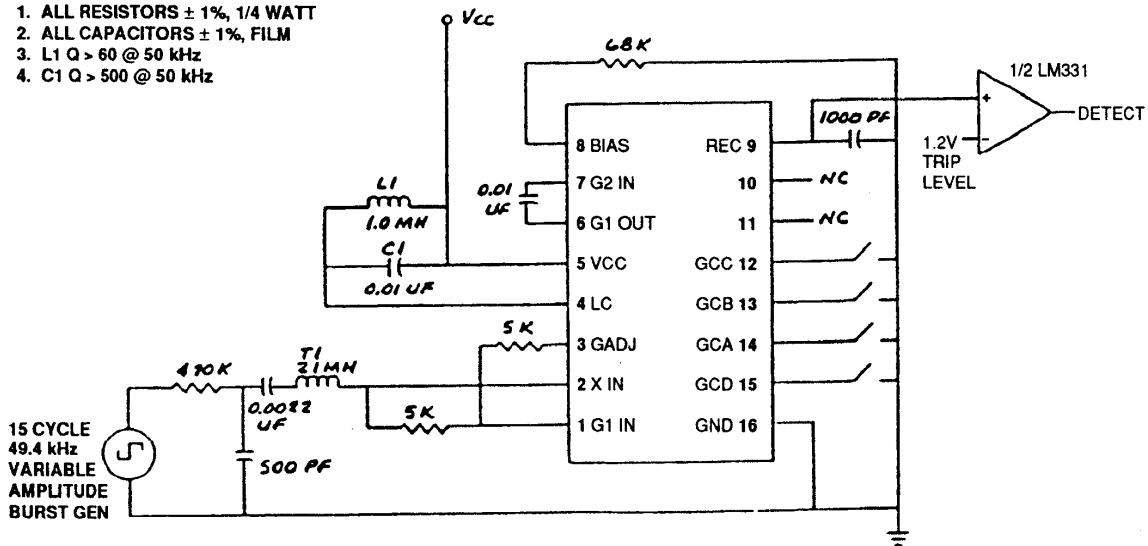 1. ALL RESISTORS ± 1%, 1/4 WATT
2. ALL CAPACITORS ± 1%, FILM
3. L1 Q > 60 @ 50 kHz
4. C1 Q > 500 @ 50 kHz
VCC
68K
1/2 LM331
+
-
DETECT
1.2V
TRIP
LEVEL
1000 PF
8 BIAS
REC 9
7 G2 IN
10
NC
6 G1 OUT
11
NC
5 VCC
GCC 12
4 LC
GCB 13
3 GADJ
GCA 14
2 X IN
GCD 15
1 G1 IN
GND 16
0.01
UF
L1
1.0 MH
C1
0.01 UF
5K
T1
21MH
490K
0.0022
UF
5K
500 PF
15 CYCLE
49.4 kHz
VARIABLE
AMPLITUDE
BURST GEN